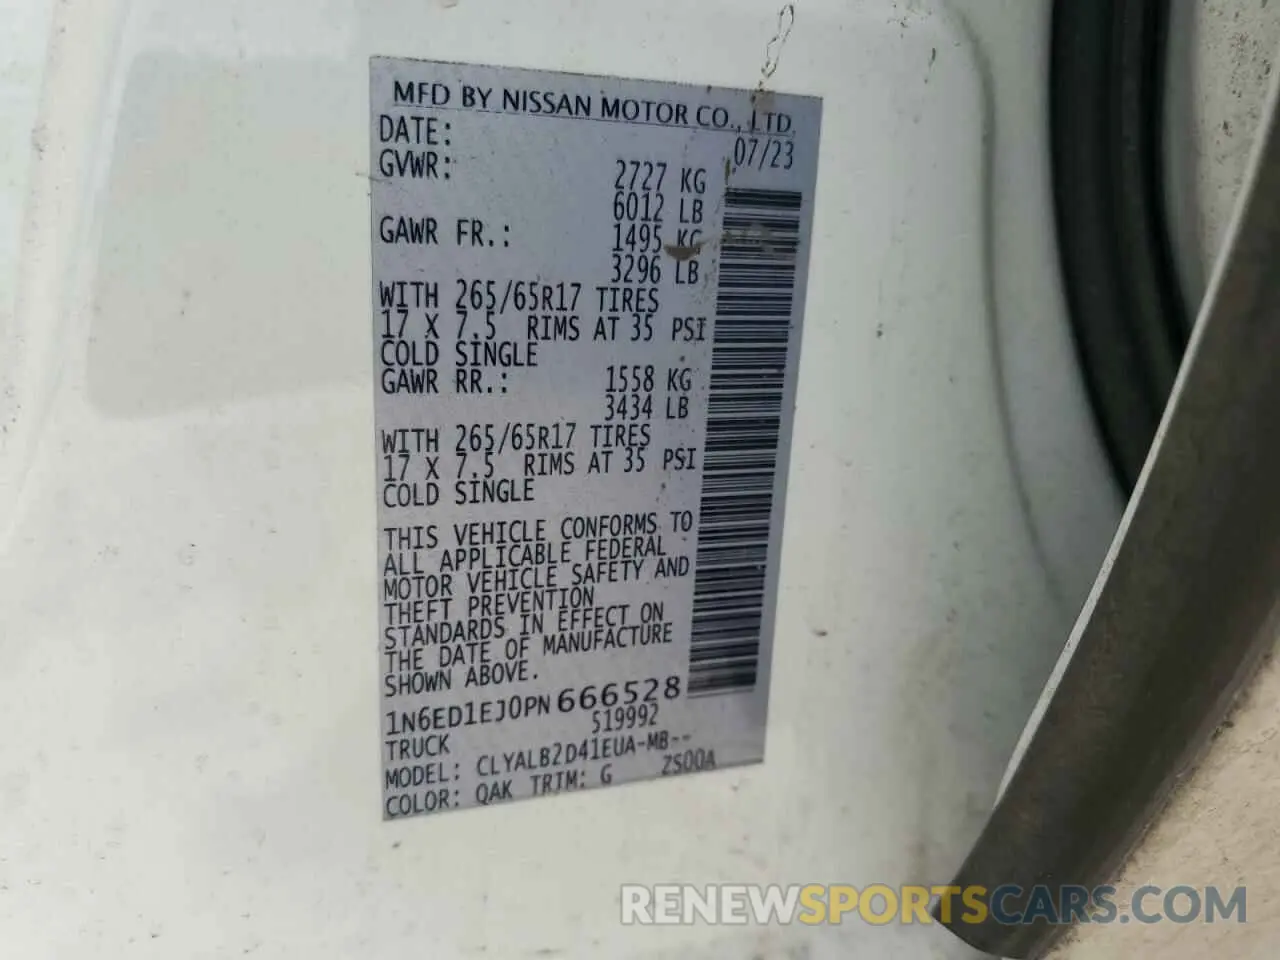 MFD BY NISSAN MOTOR CO., LTD.
DATE: 07/23
GVWR: 2727 KG
6012 LB
GAWR FR.: 1495 KG
3296 LB
WITH 265/65R17 TIRES
17 X 7.5 RIMS AT 35 PSI
COLD SINGLE
GAWR RR.: 1558 KG
3434 LB
WITH 265/65R17 TIRES
17 X 7.5 RIMS AT 35 PSI
COLD SINGLE
THIS VEHICLE CONFORMS TO
ALL APPLICABLE FEDERAL
MOTOR VEHICLE SAFETY AND
THEFT PREVENTION
STANDARDS IN EFFECT ON
THE DATE OF MANUFACTURE
SHOWN ABOVE.
1N6ED1EJ0PN666528
TRUCK 519992
MODEL: CLYALB2D41EUA-MB--
COLOR: QAK TRIM: G ZS00A
RENEWSPORTSCARS.COM